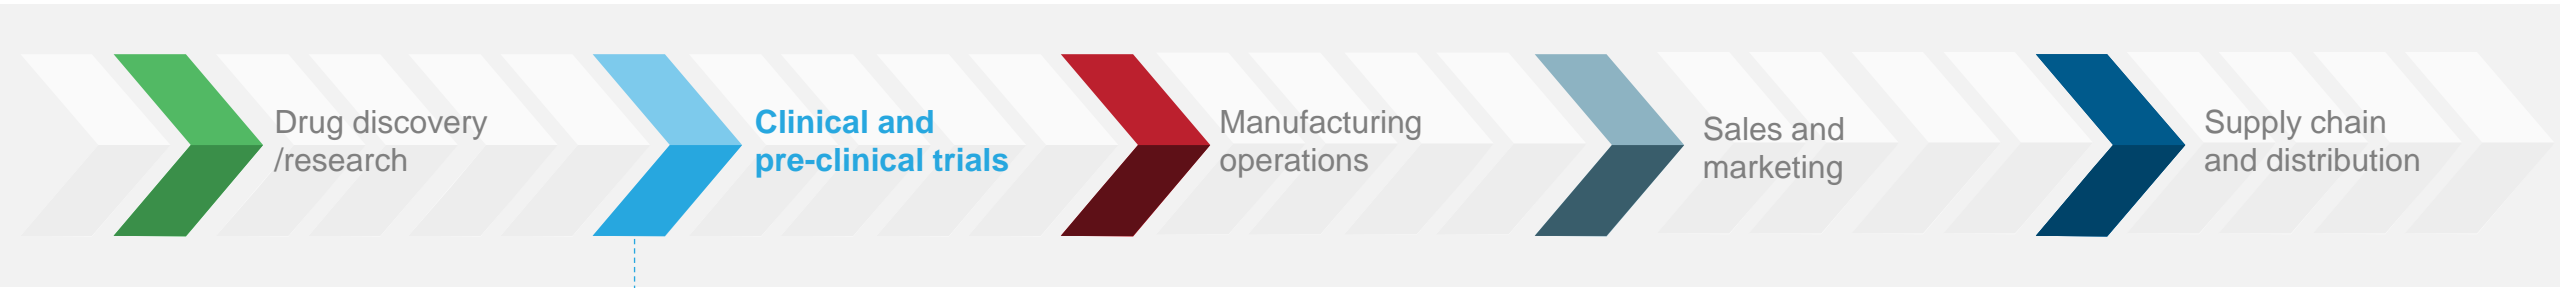 Drug discovery
/research
Clinical and
pre-clinical trials
Manufacturing
operations
Sales and
marketing
Supply chain
and distribution